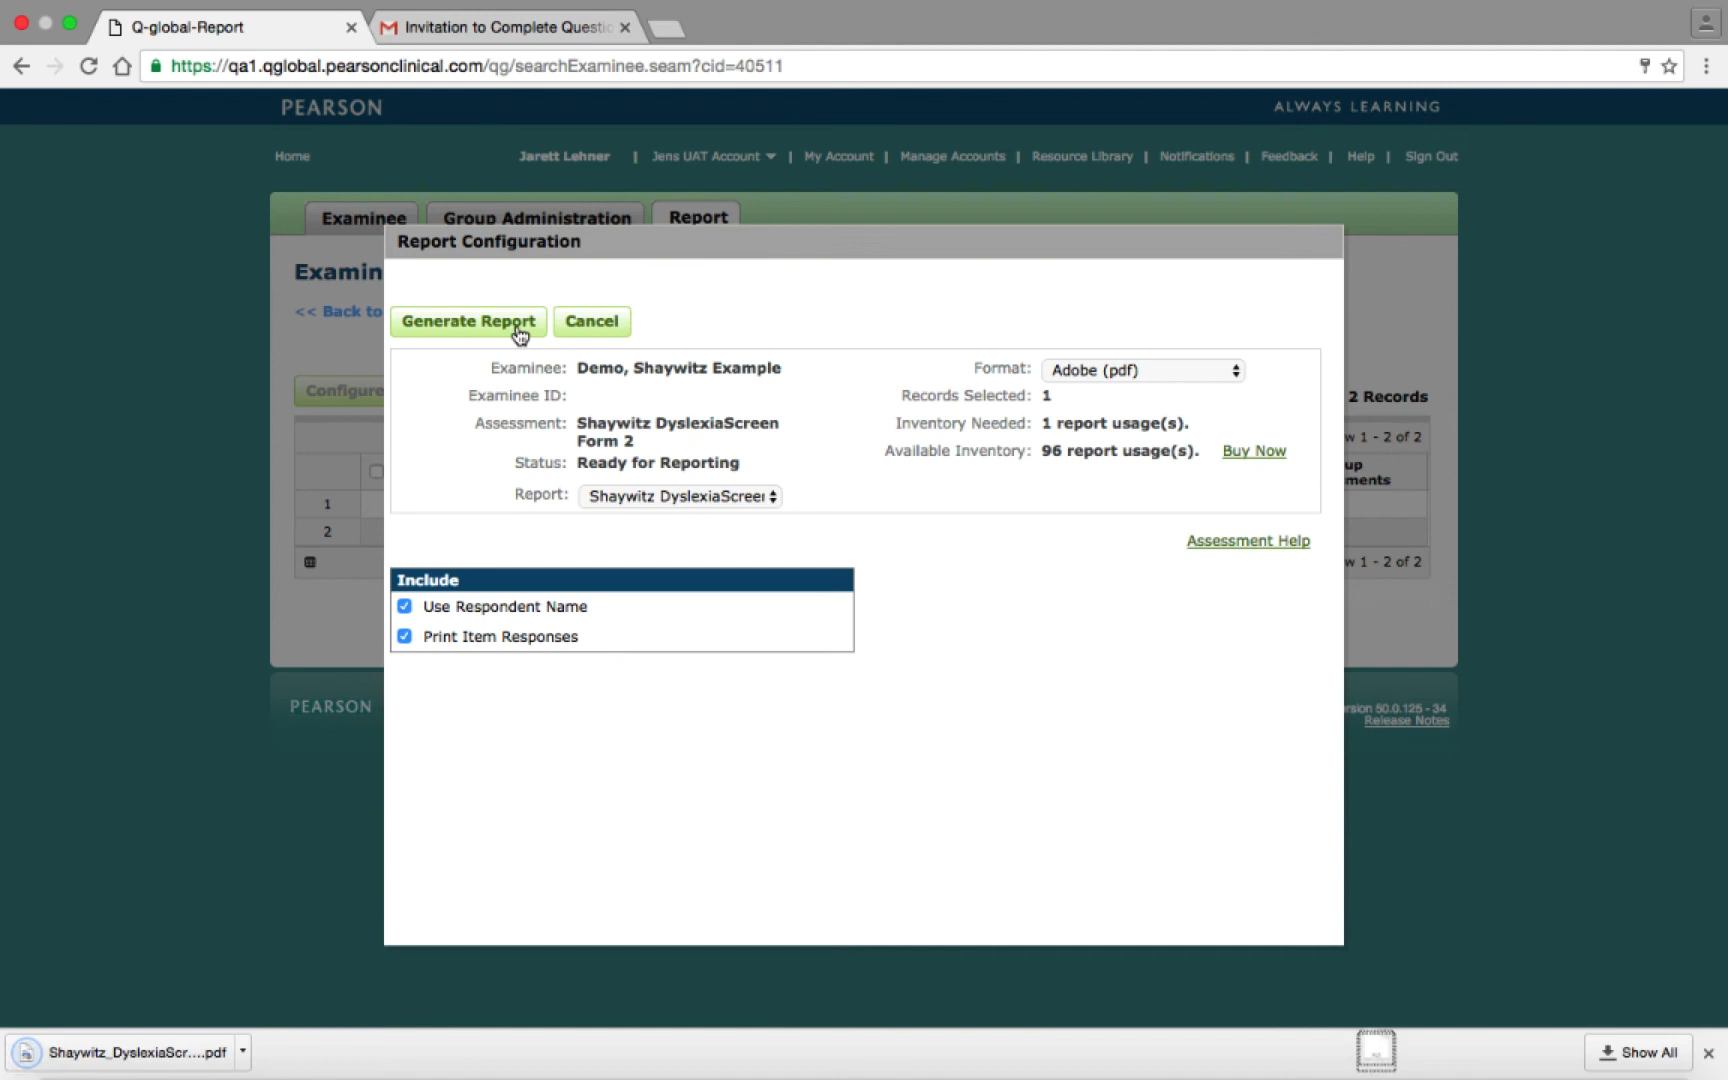 Q-global-Report
Invitation to Complete Questio
https://qa1.qglobal.pearsonclinical.com/qg/searchExaminee.seam?cid=40511
PEARSON
ALWAYS LEARNING
Home
Jarett Lehner | Jens UAT Account | My Account | Manage Accounts | Resource Library | Notifications | Feedback | Help | Sign Out
Examinee
Group Administration
Report
Report Configuration
Examin
<< Back to
Generate Report
Cancel
Examinee: Demo, Shaywitz Example
Format: Adobe (pdf)
Examinee ID:
Records Selected: 1
Assessment: Shaywitz DyslexiaScreen
Form 2
Inventory Needed: 1 report usage(s).
Available Inventory: 96 report usage(s). Buy Now
Status: Ready for Reporting
Report: Shaywitz DyslexiaScreen
Configure
2 Records
w 1 - 2 of 2
up
ments
1
2
w 1 - 2 of 2
Assessment Help
Include
Use Respondent Name
Print Item Responses
PEARSON
rsion 50.0.125 - 34
Release Notes
Shaywitz_DyslexiaScr....pdf
Show All